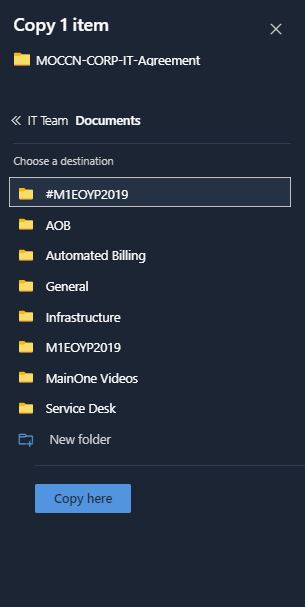 Copy 1 item
MOCCN-CORP-IT-Agreement
IT Team Documents
Choose a destination
#M1EOYP2019
AOB
Automated Billing
General
Infrastructure
M1EOYP2019
MainOne Videos
Service Desk
New folder
Copy here